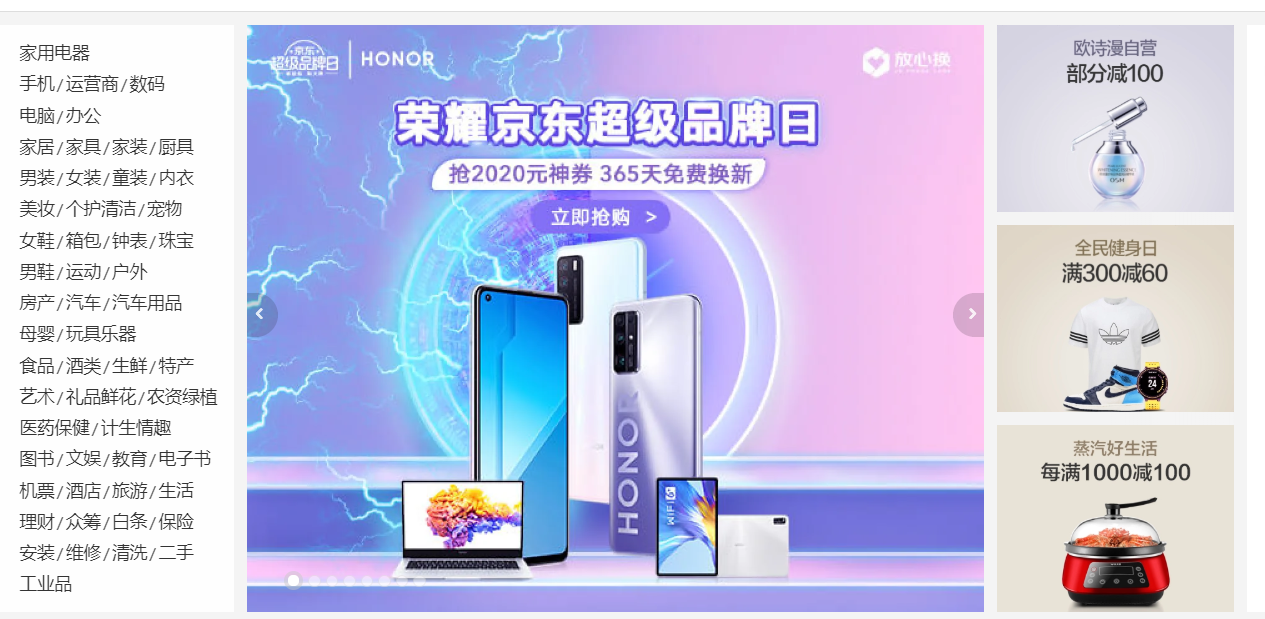 家用电器
手机/运营商/数码
电脑/办公
家居/家具/家装/厨具
男装/女装/童装/内衣
美妆/个护清洁/宠物
女鞋/箱包/钟表/珠宝
男鞋/运动/户外
房产/汽车/汽车用品
母婴/玩具乐器
食品/酒类/生鲜/特产
艺术/礼品鲜花/农资绿植
医药保健/计生情趣
图书/文娱/教育/电子书
机票/酒店/旅游/生活
理财/众筹/白条/保险
安装/维修/清洗/二手
工业品
京东
超级品牌日
HONOR
放心换
荣耀京东超级品牌日
抢2020元神券 365天免费换新
立即抢购 >
HONOR
WiFi6
欧诗漫自营
部分减100
OSM
全民健身日
满300减60
24
蒸汽好生活
每满1000减100